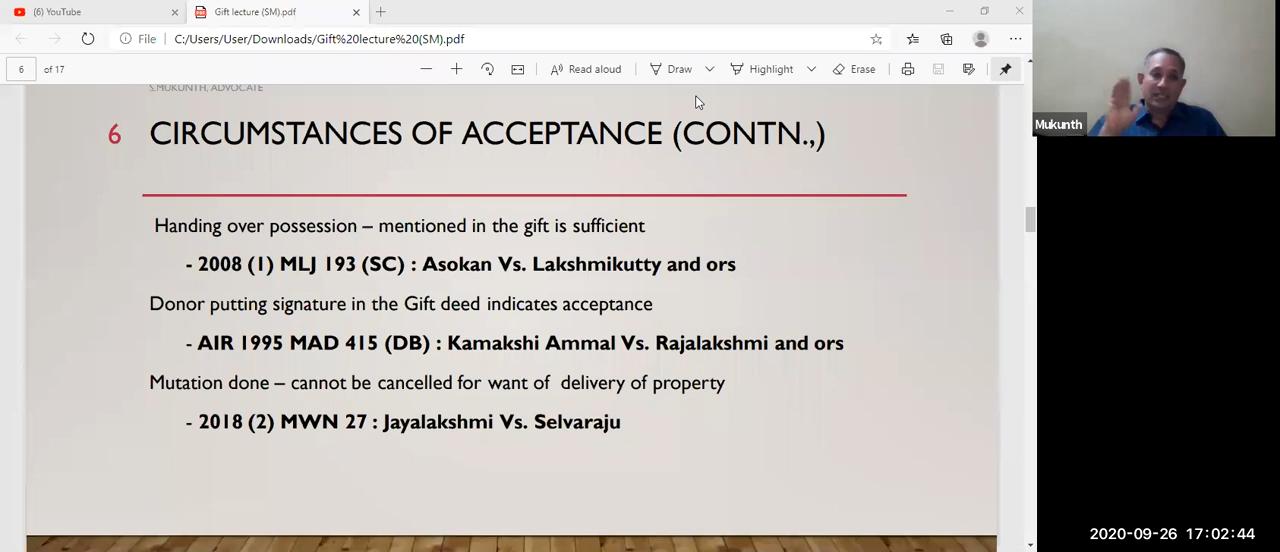 (6) YouTube
Gift lecture (SM).pdf
File
C:/Users/User/Downloads/Gift%20lecture%20(SM).pdf
6 of 17
Read aloud
Draw
Highlight
Erase
S.MUKUNTH, ADVOCATE
6 CIRCUMSTANCES OF ACCEPTANCE (CONTN.,)
Handing over possession – mentioned in the gift is sufficient
- 2008 (1) MLJ 193 (SC) : Asokan Vs. Lakshmikutty and ors
Donor putting signature in the Gift deed indicates acceptance
- AIR 1995 MAD 415 (DB) : Kamakshi Ammal Vs. Rajalakshmi and ors
Mutation done – cannot be cancelled for want of delivery of property
- 2018 (2) MWN 27 : Jayalakshmi Vs. Selvaraju
Mukunth
2020-09-26 17:02:44